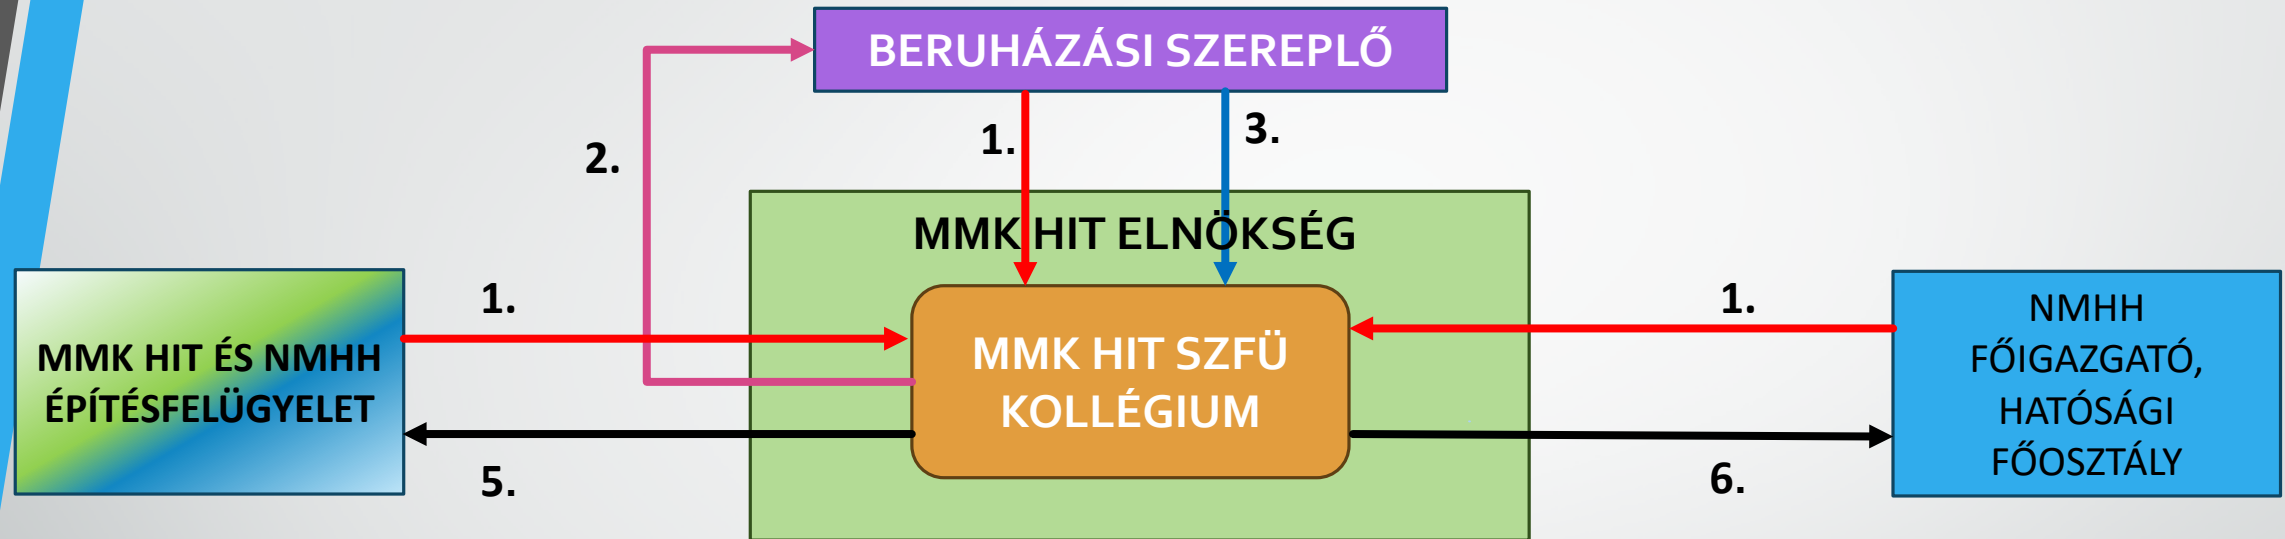 BERUHÁZÁSI SZEREPLŐ
1.
3.
2.
MMK HIT ELNÖKSÉG
1.
1.
MMK HIT ÉS NMHH
ÉPÍTÉSFELÜGYELET
MMK HIT SZFÜ
KOLLÉGIUM
NMHH
FŐIGAZGATÓ,
HATÓSÁGI
FŐOSZTÁLY
5.
6.